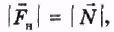 |F⃗ₙ| = |N⃗|,